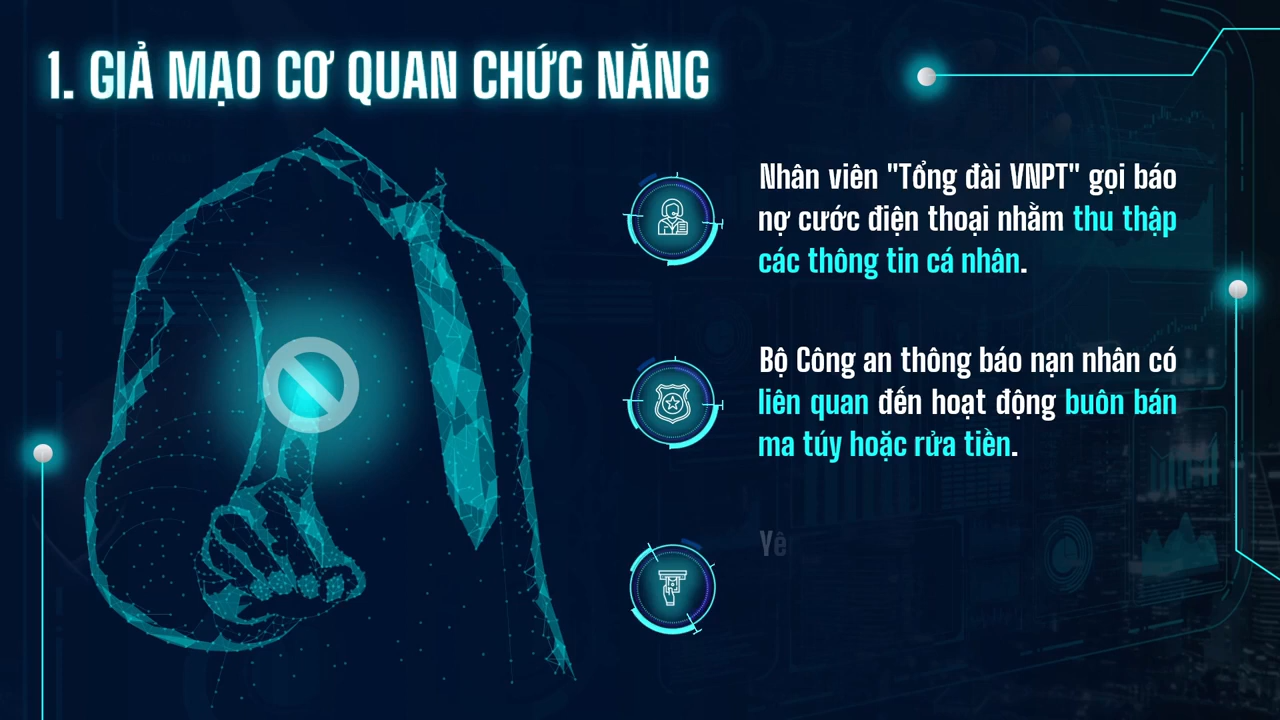 1. GIẢ MẠO CƠ QUAN CHỨC NĂNG
Nhân viên "Tổng đài VNPT" gọi báo
nợ cước điện thoại nhằm thu thập
các thông tin cá nhân.
Bộ Công an thông báo nạn nhân có
liên quan đến hoạt động buôn bán
ma túy hoặc rửa tiền.
Yê